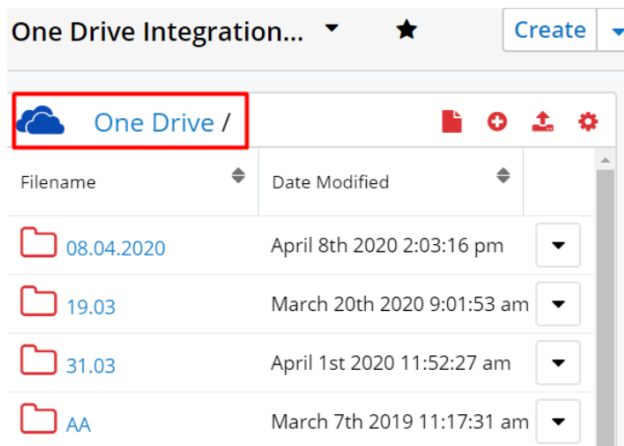 One Drive Integration... Create
One Drive /
Filename Date Modified
08.04.2020 April 8th 2020 2:03:16 pm
19.03 March 20th 2020 9:01:53 am
31.03 April 1st 2020 11:52:27 am
AA March 7th 2019 11:17:31 am